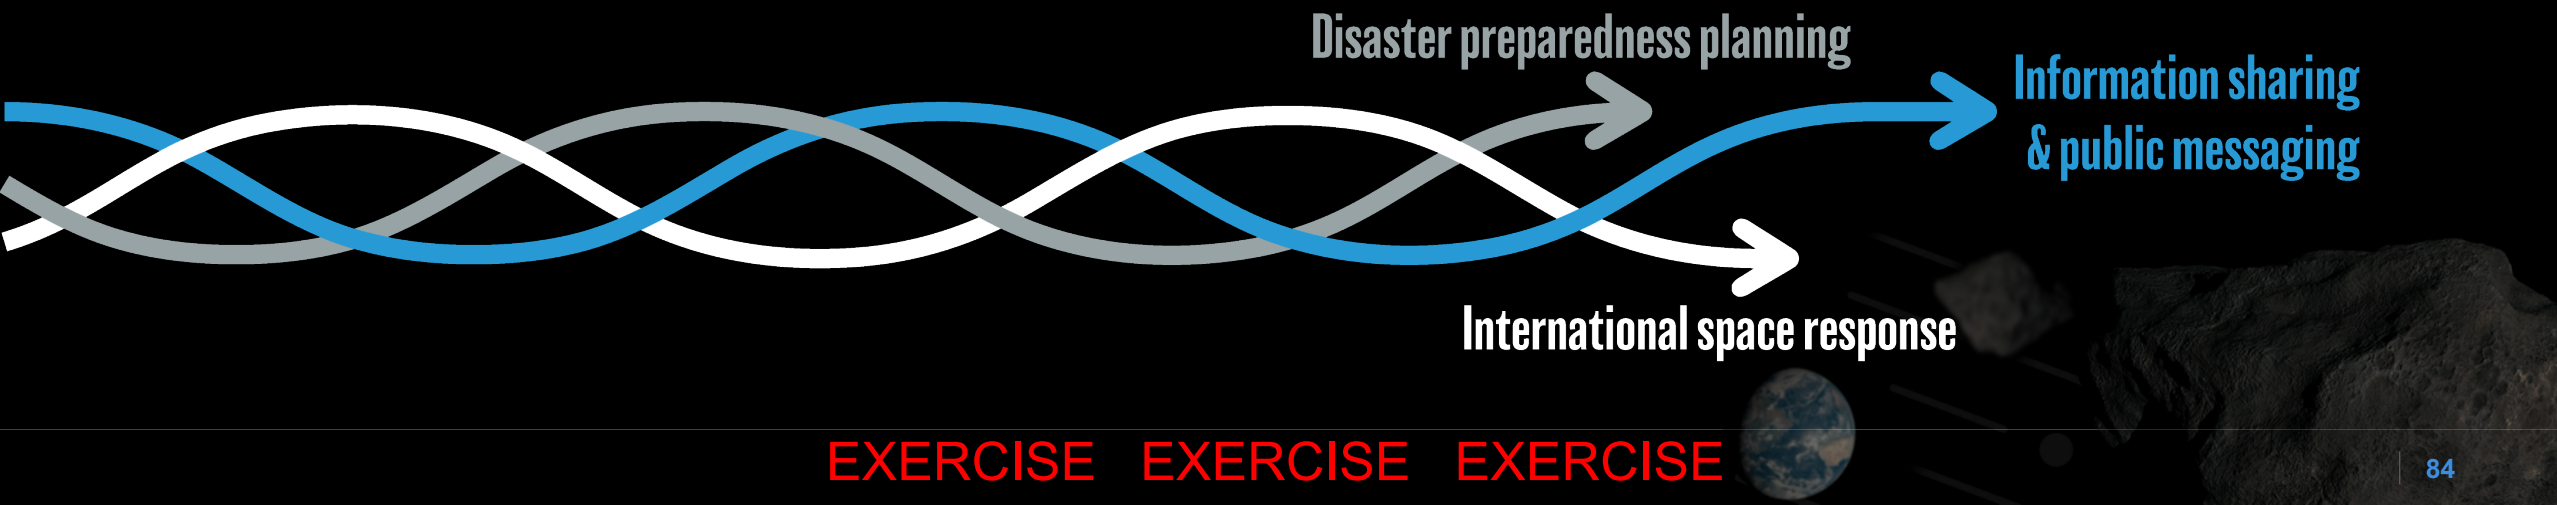 Disaster preparedness planning
Information sharing
& public messaging
International space response
EXERCISE EXERCISE EXERCISE
84